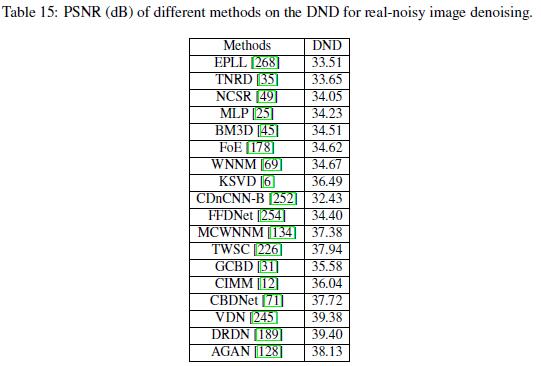 Table 15: PSNR (dB) of different methods on the DND for real-noisy image denoising.
Methods DND
EPLL [268] 33.51
TNRD [35] 33.65
NCSR [49] 34.05
MLP [25] 34.23
BM3D [45] 34.51
FoE [178] 34.62
WNNM [69] 34.67
KSVD [6] 36.49
CDnCNN-B [252] 32.43
FFDNet [254] 34.40
MCWNNM [134] 37.38
TWSC [226] 37.94
GCBD [31] 35.58
CIMM [12] 36.04
CBDNet [71] 37.72
VDN [245] 39.38
DRDN [189] 39.40
AGAN [128] 38.13